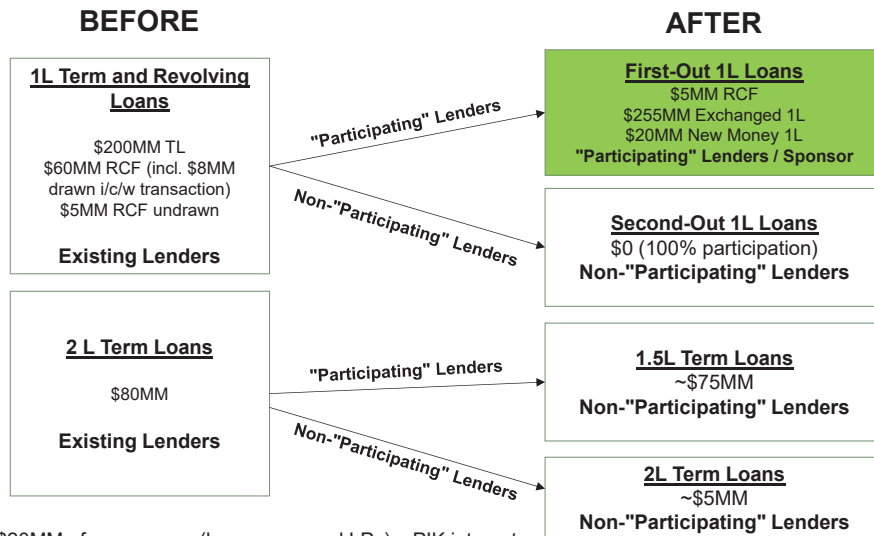 BEFORE
1L Term and Revolving
Loans
$200MM TL
$60MM RCF (incl. $8MM
drawn i/c/w transaction)
$5MM RCF undrawn
Existing Lenders
2 L Term Loans
$80MM
Existing Lenders
"Participating" Lenders
Non-"Participating" Lenders
"Participating" Lenders
Non-"Participating" Lenders
AFTER
First-Out 1L Loans
$5MM RCF
$255MM Exchanged 1L
$20MM New Money 1L
"Participating" Lenders / Sponsor
Second-Out 1L Loans
$0 (100% participation)
Non-"Participating" Lenders
1.5L Term Loans
~$75MM
Non-"Participating" Lenders
2L Term Loans
~$5MM
Non-"Participating" Lenders